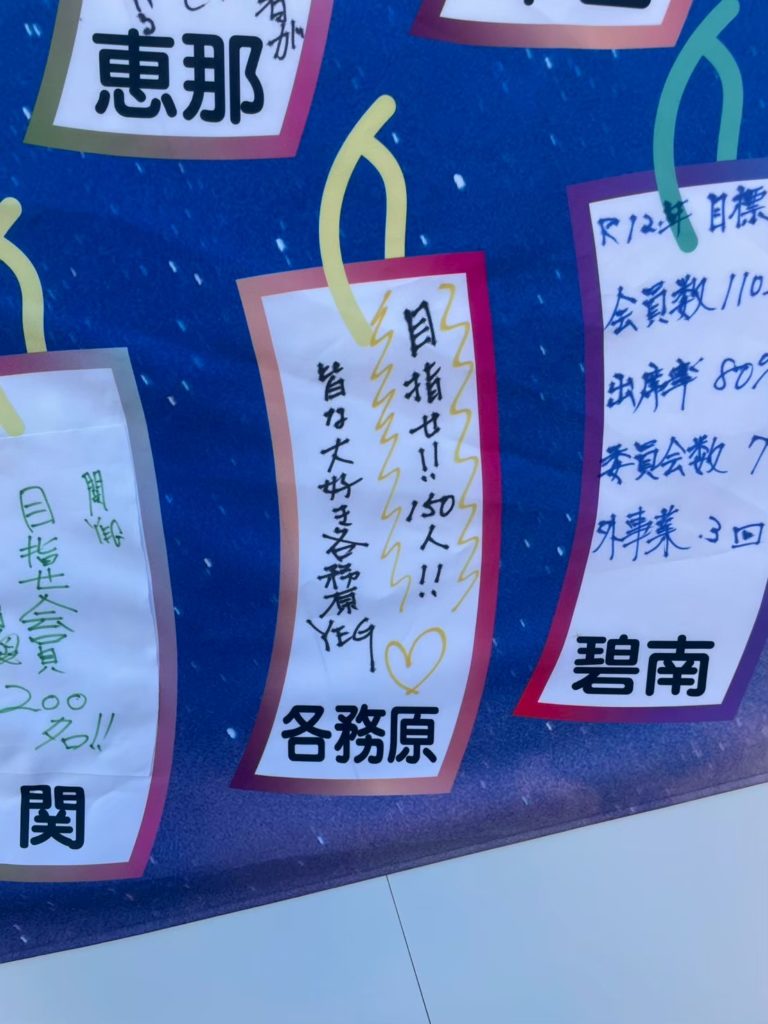 恵那
者が
目指せ!!150人!!
皆な大好き各務原YEG
各務原
R12年 目標
会員数 110
出席率 80%
委員会数 7
外事業.3回
碧南
関YEG
目指せ会員
200名!!
関